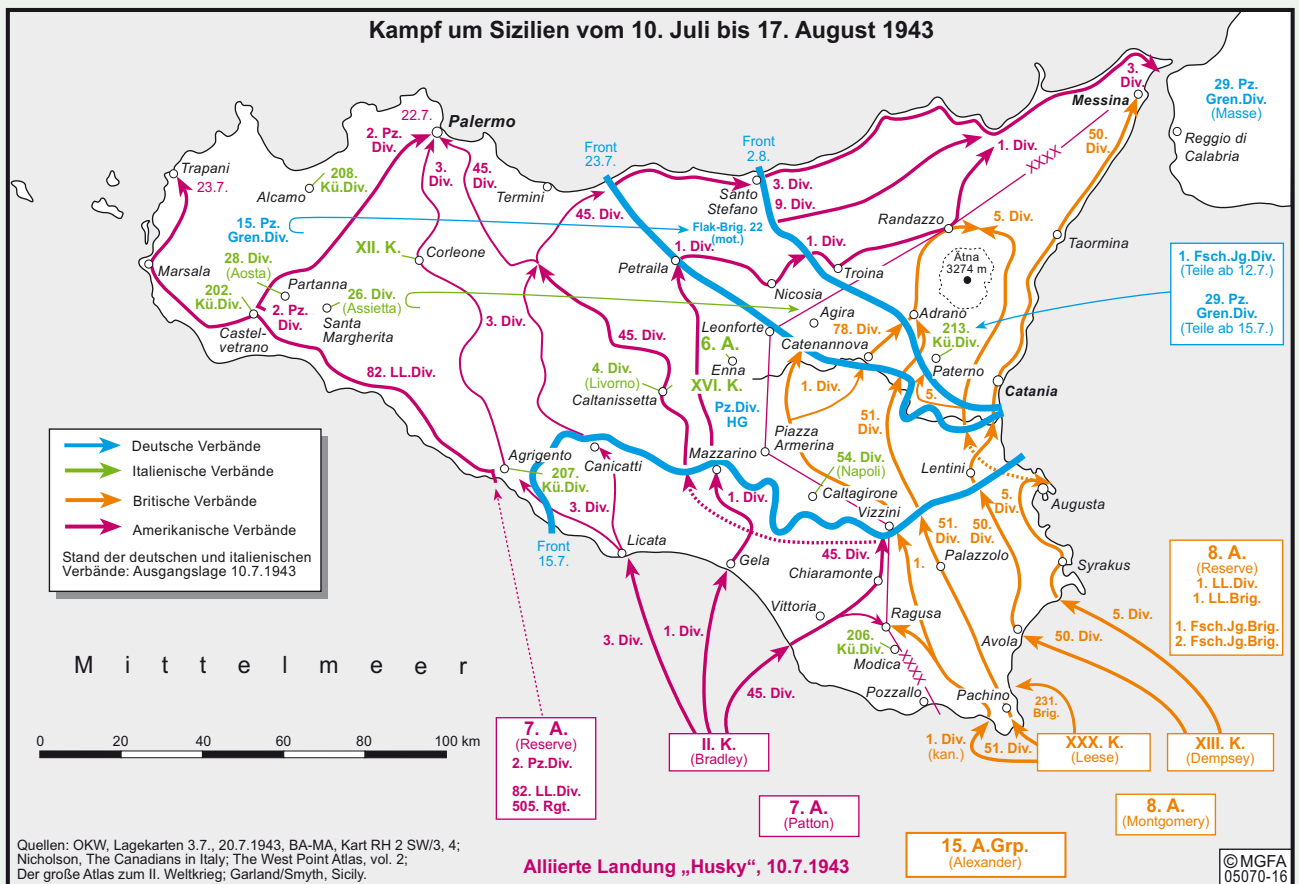 Kampf um Sizilien vom 10. Juli bis 17. August 1943
3.
Div.
Messina
29. Pz.
Gren.Div.
(Masse)
Reggio di
Kalabria
22.7.
Palermo
2. Pz.
Div.
50.
Div.
Front
23.7.
Front
2.8.
1. Div.
XXXX
Trapani
23.7.
208.
Kü.Div.
Alcamo
3.
Div.
45.
Div.
Termini
Santo
Stefano
3. Div.
9. Div.
45. Div.
Randazzo
5. Div.
15. Pz.
Gren.Div.
Flak-Brig. 22
(mot.)
XII. K.
Corleone
1. Div.
1. Div.
Taormina
28. Div.
(Aosta)
Petraila
Troina
Ätna
3274 m
1. Fsch.Jg.Div.
(Teile ab 12.7.)
29. Pz.
Gren.Div.
(Teile ab 15.7.)
Marsala
Partanna
202.
Kü.Div.
26. Div.
(Assietta)
Nicosia
2. Pz.
Div.
Santa
Margherita
3. Div.
Agira
Adrano
Castel-
vetrano
45. Div.
Leonforte
78. Div.
213.
Kü.Div.
6. A.
Catenannova
Enna
Paterno
82. LL.Div.
4. Div.
(Livorno)
Caltanissetta
XVI. K.
1. Div.
5.
Catania
Pz.Div.
HG
51.
Div.
Deutsche Verbände
Italienische Verbände
Britische Verbände
Amerikanische Verbände
Stand der deutschen und italienischen
Verbände: Ausgangslage 10.7.1943
Piazza
Armerina
Agrigento
Canicatti
Mazzarino
54. Div.
(Napoli)
Lentini
207.
Kü.Div.
1. Div.
Caltagirone
5.
Div.
Augusta
3. Div.
Vizzini
51.
Div.
50.
Div.
Front
15.7.
Licata
Gela
45. Div.
Palazzolo
Syrakus
Chiaramonte
1.
8. A.
(Reserve)
1. LL.Div.
1. LL.Brig.
1. Fsch.Jg.Brig.
2. Fsch.Jg.Brig.
Vittoria
Ragusa
5. Div.
3. Div.
1. Div.
206.
Kü.Div.
Modica
XXXX
Avola
50. Div.
Mittelmeer
45. Div.
Pozzallo
Pachino
231.
Brig.
0 20 40 60 80 100 km
7. A.
(Reserve)
2. Pz.Div.
82. LL.Div.
505. Rgt.
II. K.
(Bradley)
1. Div.
(kan.)
51. Div.
XXX. K.
(Leese)
XIII. K.
(Dempsey)
7. A.
(Patton)
8. A.
(Montgomery)
15. A.Grp.
(Alexander)
Alliierte Landung „Husky“, 10.7.1943
Quellen: OKW, Lagekarten 3.7., 20.7.1943, BA-MA, Kart RH 2 SW/3, 4;
Nicholson, The Canadians in Italy; The West Point Atlas, vol. 2;
Der große Atlas zum II. Weltkrieg; Garland/Smyth, Sicily.
©MGFA
05070-16